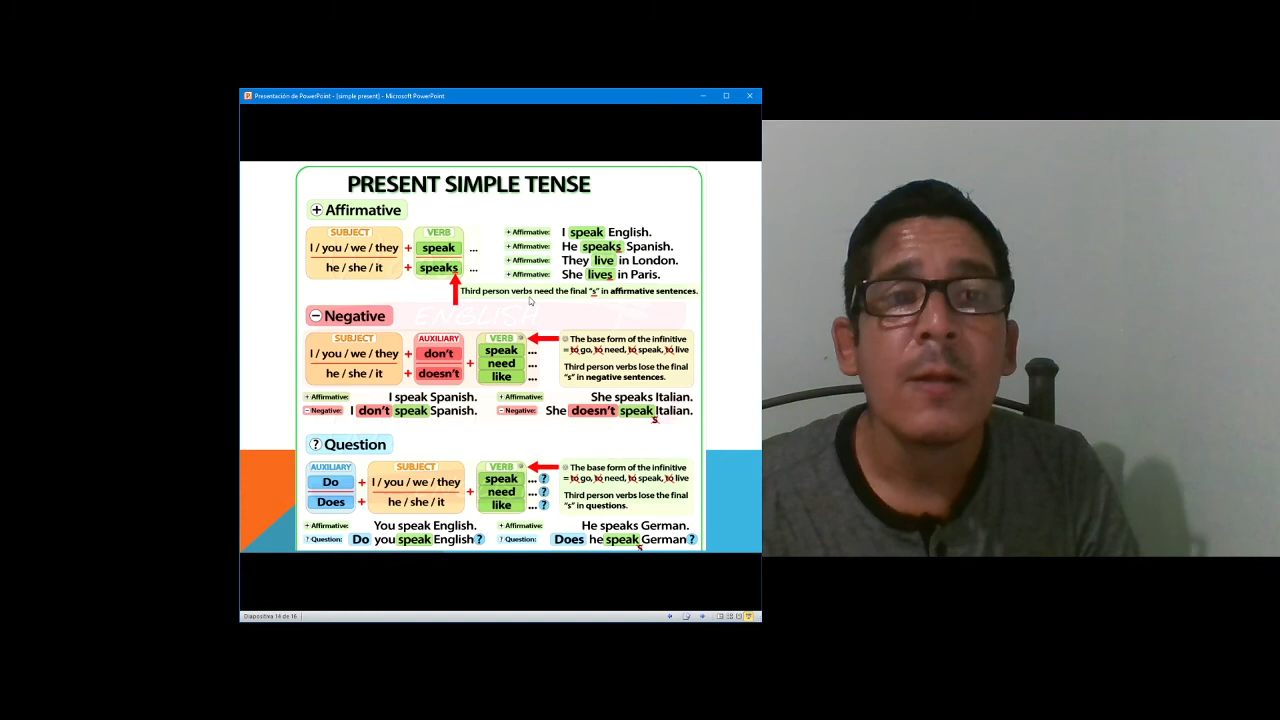 Presentación de PowerPoint - [simple present] - Microsoft PowerPoint
PRESENT SIMPLE TENSE
+ Affirmative
SUBJECT VERB
I / you / we / they + speak ...
he / she / it + speaks ...
+ Affirmative: I speak English.
+ Affirmative: He speaks Spanish.
+ Affirmative: They live in London.
+ Affirmative: She lives in Paris.
Third person verbs need the final "s" in affirmative sentences.
ENGLISH
− Negative
SUBJECT AUXILIARY VERB
I / you / we / they + don't + speak ...
he / she / it + doesn't need ...
like ...
The base form of the infinitive
= to go, to need, to speak, to live
Third person verbs lose the final
"s" in negative sentences.
+ Affirmative: I speak Spanish.
− Negative: I don't speak Spanish.
+ Affirmative: She speaks Italian.
− Negative: She doesn't speak Italian.
s
? Question
AUXILIARY SUBJECT VERB
Do + I / you / we / they + speak ...?
Does + he / she / it need ...?
like ...?
The base form of the infinitive
= to go, to need, to speak, to live
Third person verbs lose the final
"s" in questions.
+ Affirmative: You speak English.
? Question: Do you speak English?
+ Affirmative: He speaks German.
? Question: Does he speak German?
s
Diapositiva 14 de 16